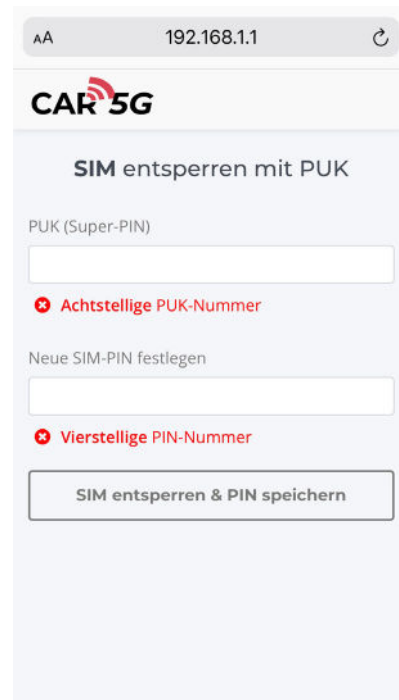 AA 192.168.1.1
CAR 5G
SIM entsperren mit PUK
PUK (Super-PIN)
Achtstellige PUK-Nummer
Neue SIM-PIN festlegen
Vierstellige PIN-Nummer
SIM entsperren & PIN speichern